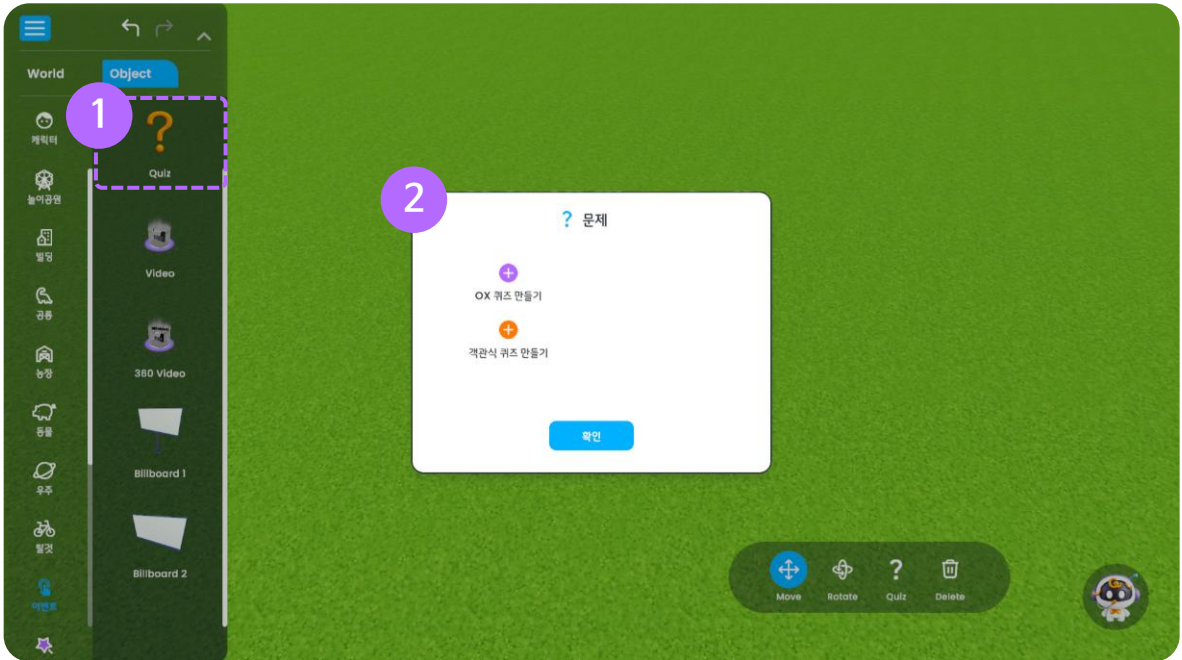 World
Object
1
캐릭터
놀이공원
빌딩
공룡
농장
동물
우주
탈것
이벤트
?
Quiz
Video
360 Video
Billboard 1
Billboard 2
2
? 문제
OX 퀴즈 만들기
객관식 퀴즈 만들기
확인
Move
Rotate
? Quiz
Delete